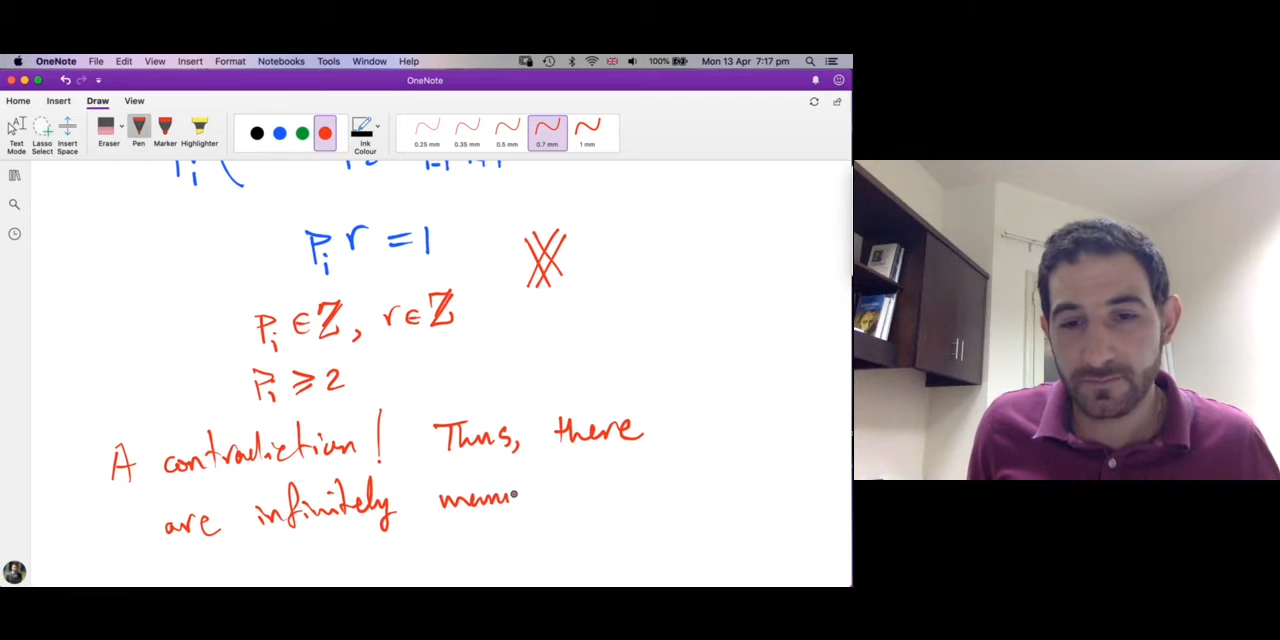 OneNote File Edit View Insert Format Notebooks Tools Window Help 100% Mon 13 Apr 7:17 pm
OneNote
Home Insert Draw View
Text Mode Lasso Select Insert Space Eraser Pen Marker Highlighter Ink Colour 0.25 mm 0.35 mm 0.5 mm 0.7 mm 1 mm
Pᵢ r = 1
Pᵢ ∈ ℤ, r ∈ ℤ
Pᵢ ⩾ 2
A contradiction! Thus, there
are infinitely